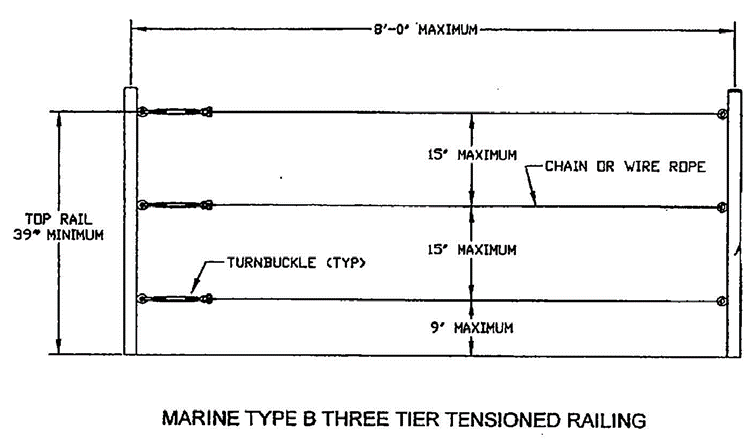 8'-0" MAXIMUM
15" MAXIMUM
CHAIN OR WIRE ROPE
TOP RAIL
39" MINIMUM
15" MAXIMUM
TURNBUCKLE (TYP)
9" MAXIMUM
MARINE TYPE B THREE TIER TENSIONED RAILING